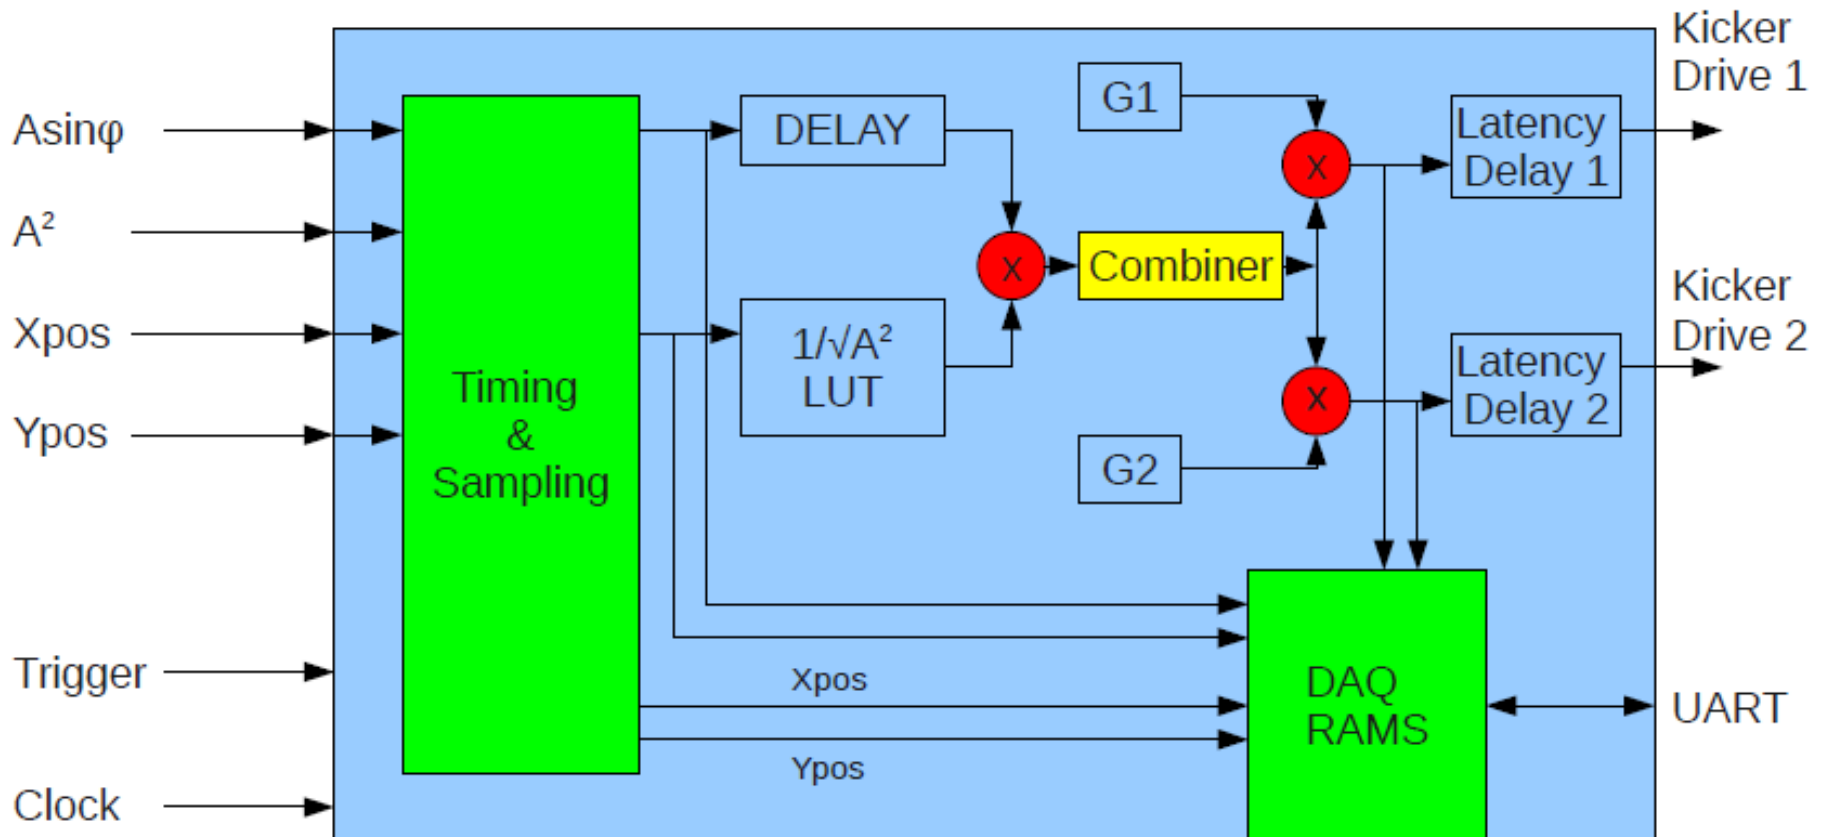 Kicker
Drive 1
Asinφ
DELAY
G1
x
Latency
Delay 1
A²
x
Combiner
Kicker
Drive 2
Xpos
1/√A²
LUT
Latency
Delay 2
Timing
&
Sampling
x
Ypos
G2
Trigger
Xpos
DAQ
RAMS
UART
Ypos
Clock